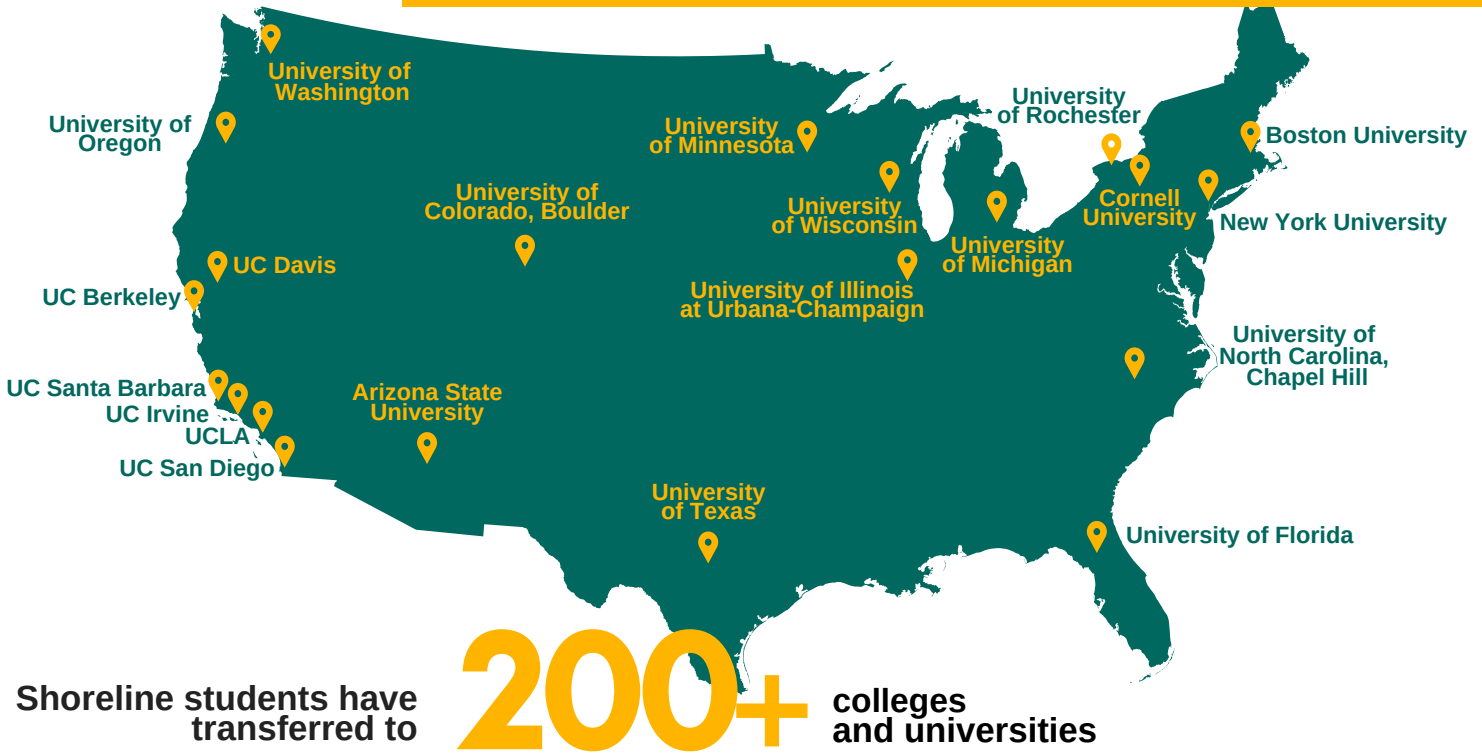 University of
Washington
University of
Oregon
University
of Minnesota
University
of Rochester
Boston University
University of
Colorado, Boulder
University
of Wisconsin
Cornell
University
New York University
University
of Michigan
UC Davis
UC Berkeley
University of Illinois
at Urbana-Champaign
University of
North Carolina,
Chapel Hill
UC Santa Barbara
UC Irvine
UCLA
UC San Diego
Arizona State
University
University
of Texas
University of Florida
Shoreline students have
transferred to
200+
colleges
and universities